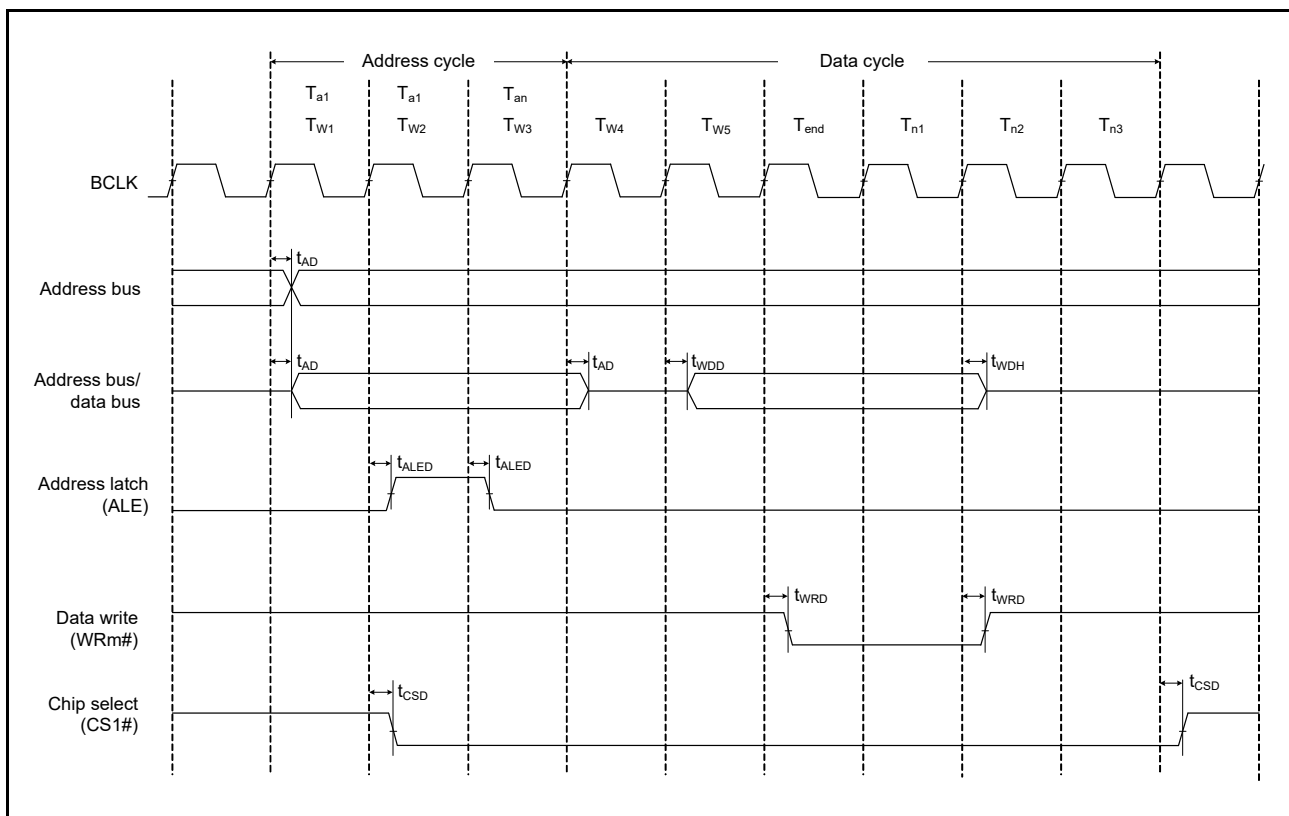 Address cycle Data cycle
Ta1 Ta1 Tan
TW1 TW2 TW3 TW4 TW5 Tend Tn1 Tn2 Tn3
BCLK
tAD
Address bus
tAD tAD tWDD tWDH
Address bus/
data bus
tALED tALED
Address latch
(ALE)
tWRD tWRD
Data write
(WRm#)
tCSD tCSD
Chip select
(CS1#)